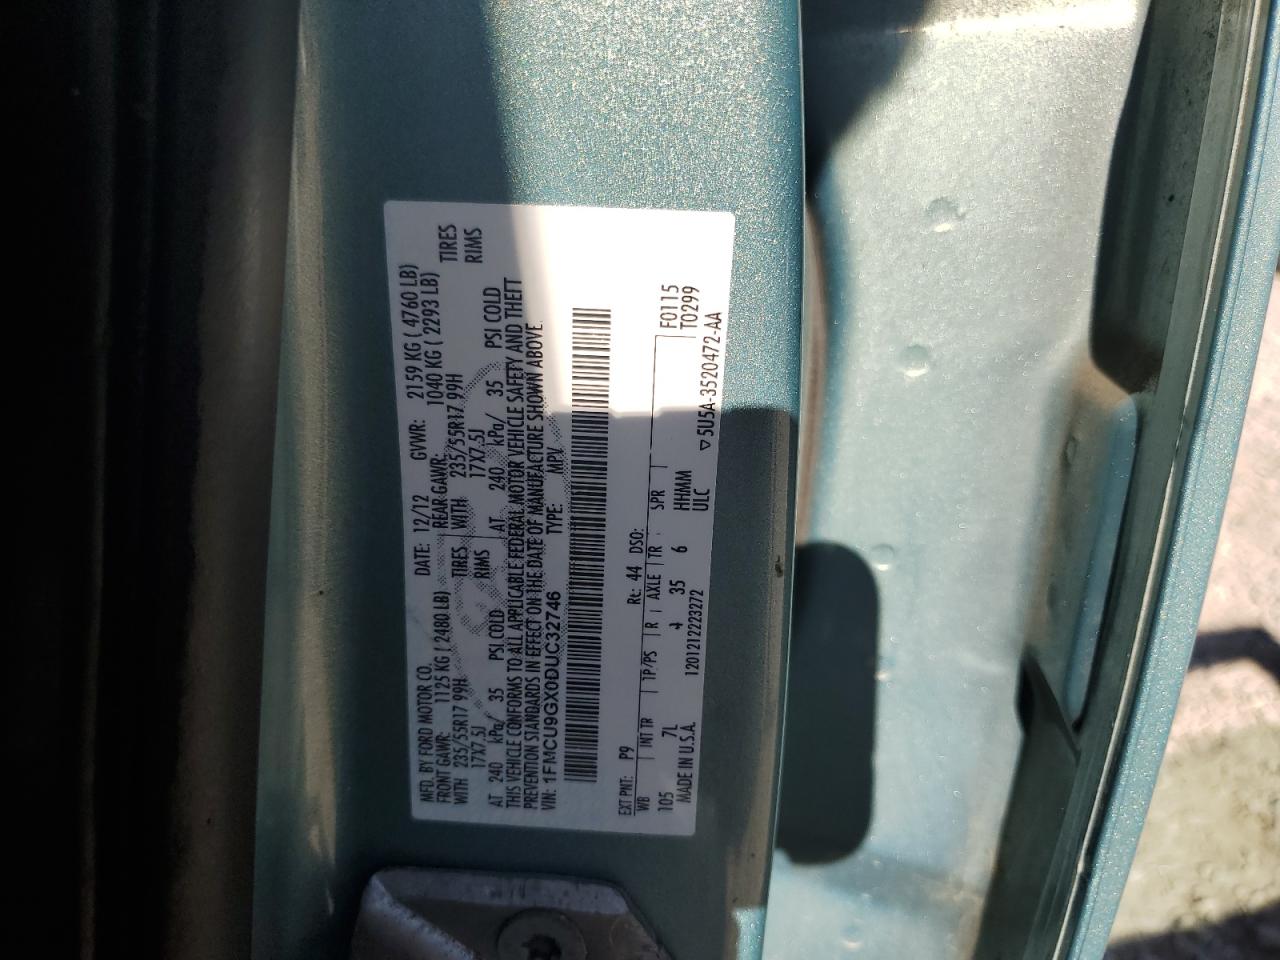 MFD. BY FORD MOTOR CO. DATE: 12/12 GVWR: 2159 KG ( 4760 LB)
FRONT GAWR: 1125 KG ( 2480 LB) REAR GAWR: 1040 KG ( 2293 LB)
WITH 235/55R17 99H TIRES WITH 235/55R17 99H TIRES
17X7.5J RIMS 17X7.5J RIMS
AT 240 kPa/ 35 PSI COLD AT 240 kPa/ 35 PSI COLD
THIS VEHICLE CONFORMS TO ALL APPLICABLE FEDERAL MOTOR VEHICLE SAFETY AND THEFT
PREVENTION STANDARDS IN EFFECT ON THE DATE OF MANUFACTURE SHOWN ABOVE.
VIN: 1FMCU9GX0DUC32746 TYPE: MPV
EXT PNT: P9 RC: 44 DSO: F0115
WB INT TR TP/PS R AXLE TR SPR T0299
105 7L 35 6 HHMM
MADE IN U.S.A. 1201212223272 ULC ▽5U5A-3520472-AA